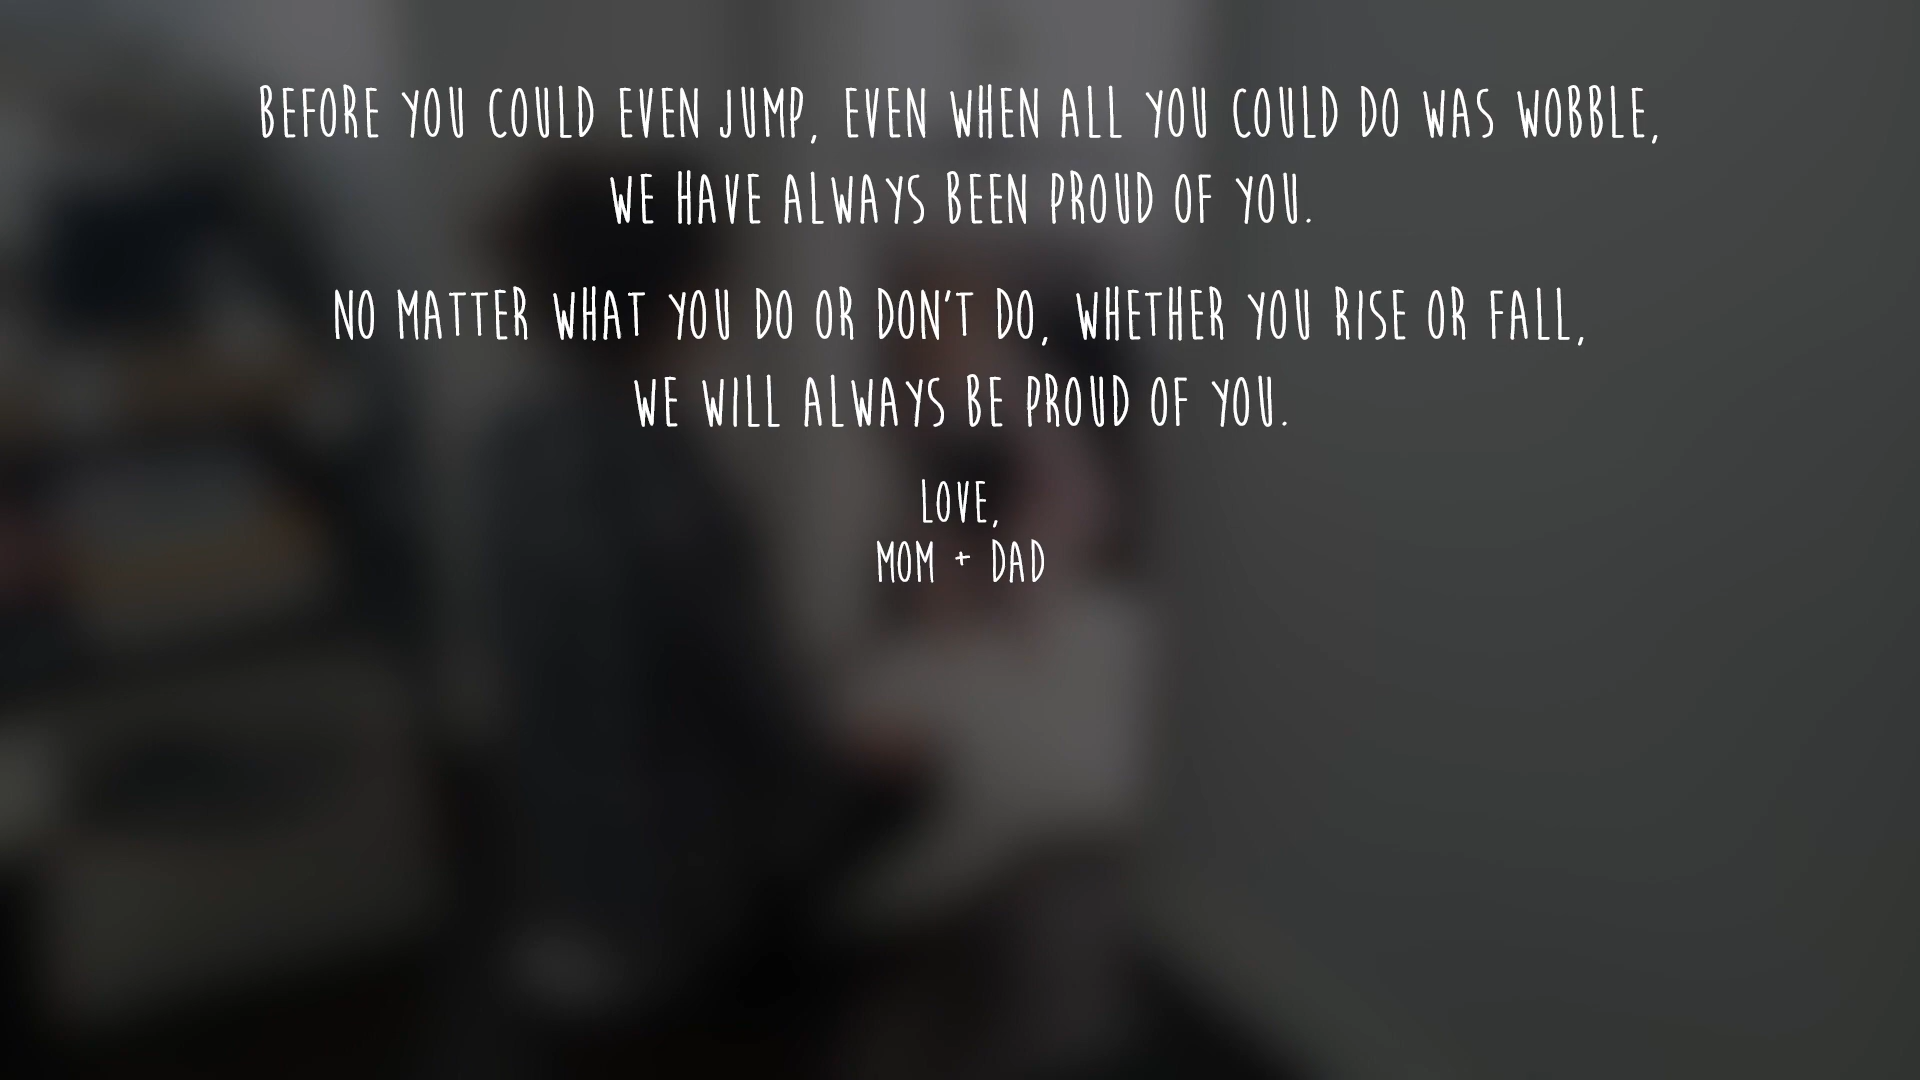 BEFORE YOU COULD EVEN JUMP, EVEN WHEN ALL YOU COULD DO WAS WOBBLE,
WE HAVE ALWAYS BEEN PROUD OF YOU.
NO MATTER WHAT YOU DO OR DON'T DO, WHETHER YOU RISE OR FALL,
WE WILL ALWAYS BE PROUD OF YOU.
LOVE,
MOM + DAD